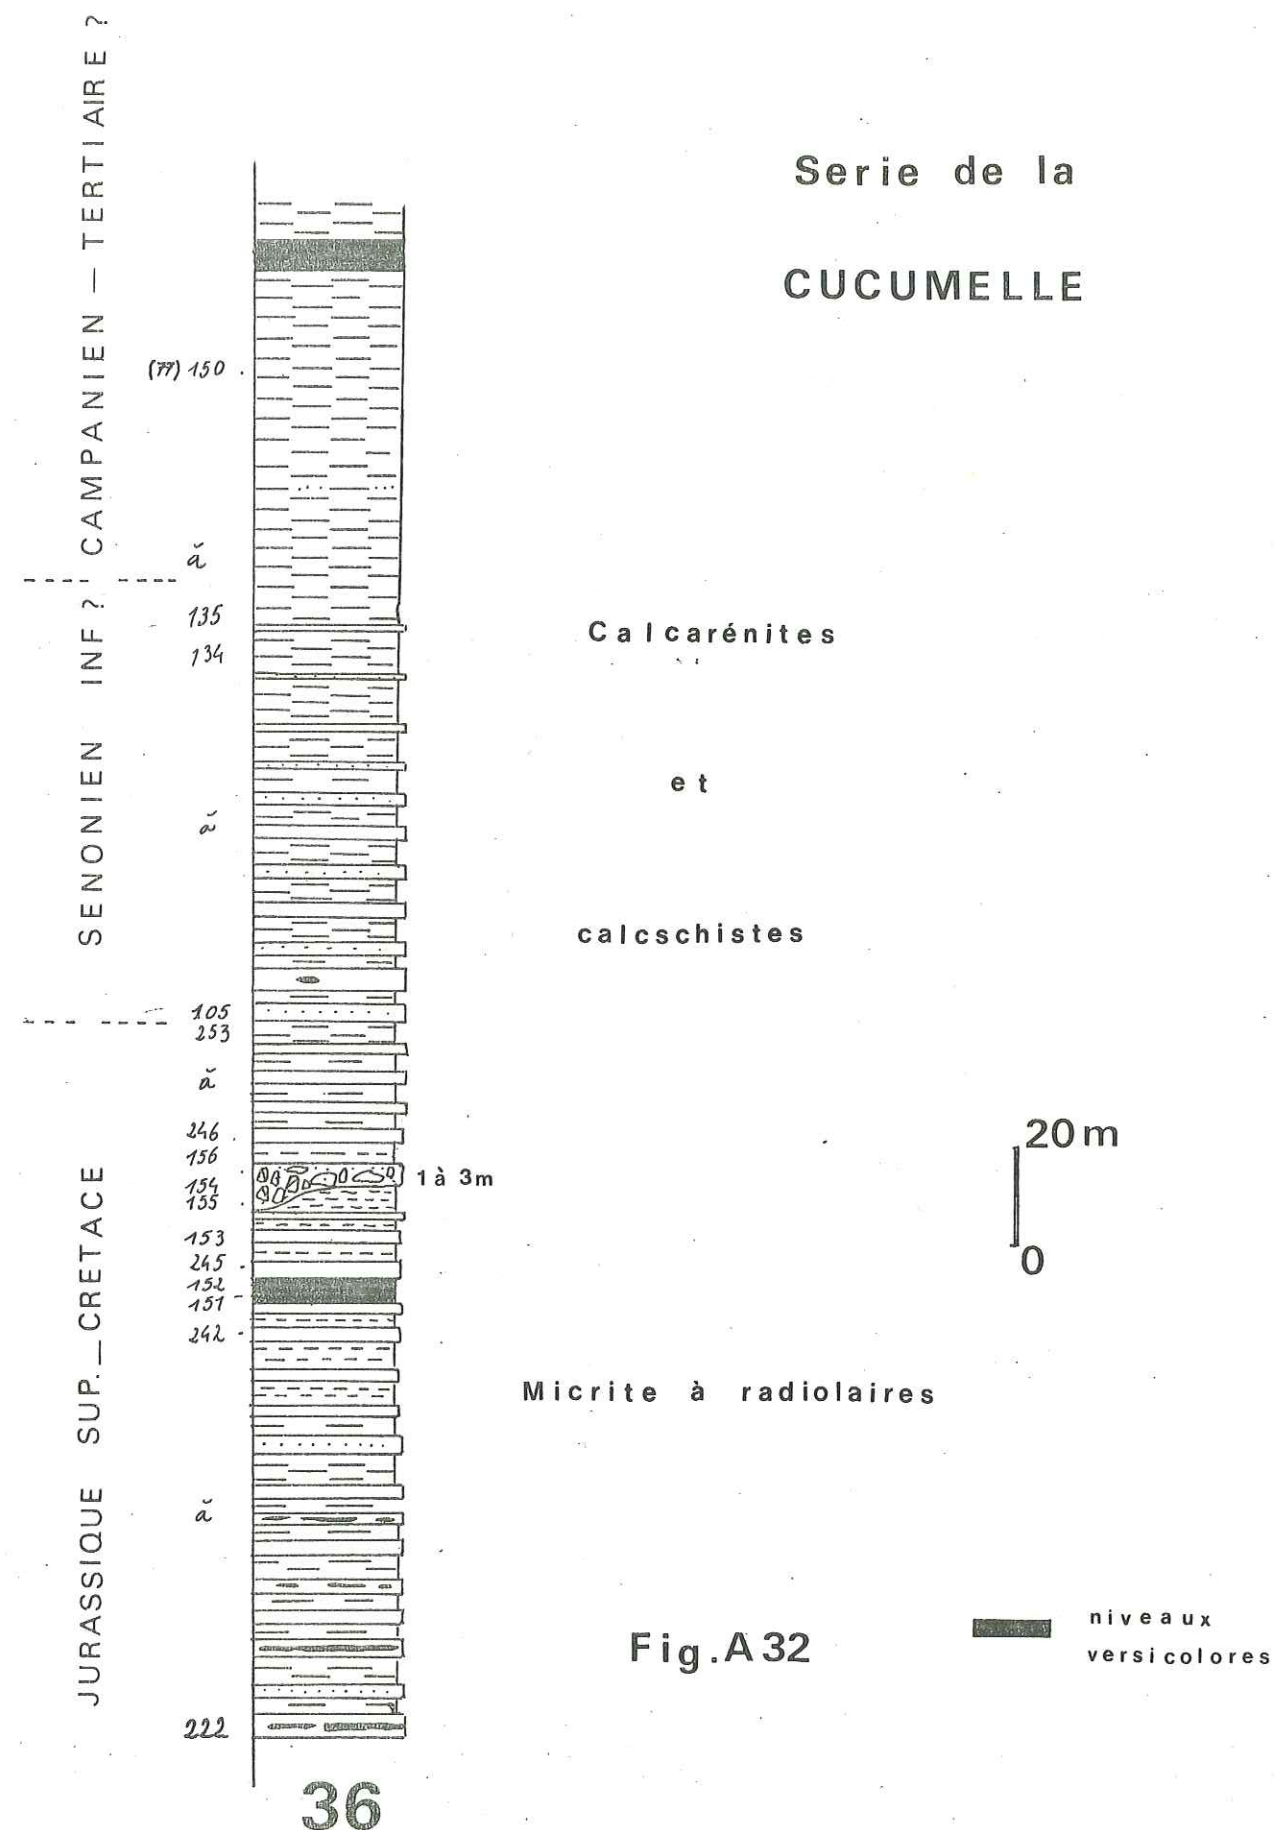 Serie de la
CUCUMELLE
CAMPANIEN — TERTIAIRE ?
SENONIEN INF ?
JURASSIQUE SUP._CRETACE
(77) 150
ă
135
134
ă
105
253
ă
246
156
154
155
153
245
152
151
242
ă
222
Calcarénites
et
calcschistes
1 à 3m
20m
0
Micrite à radiolaires
Fig.A32
niveaux
versicolores
36